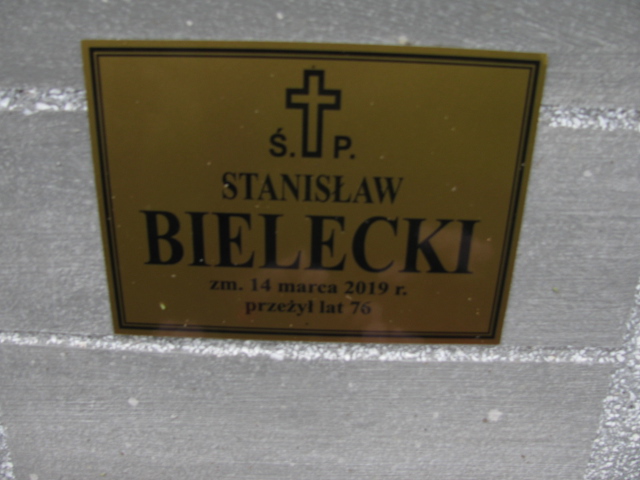 Ś. P.
STANISŁAW
BIELECKI
zm. 14 marca 2019 r.
przeżył lat 76